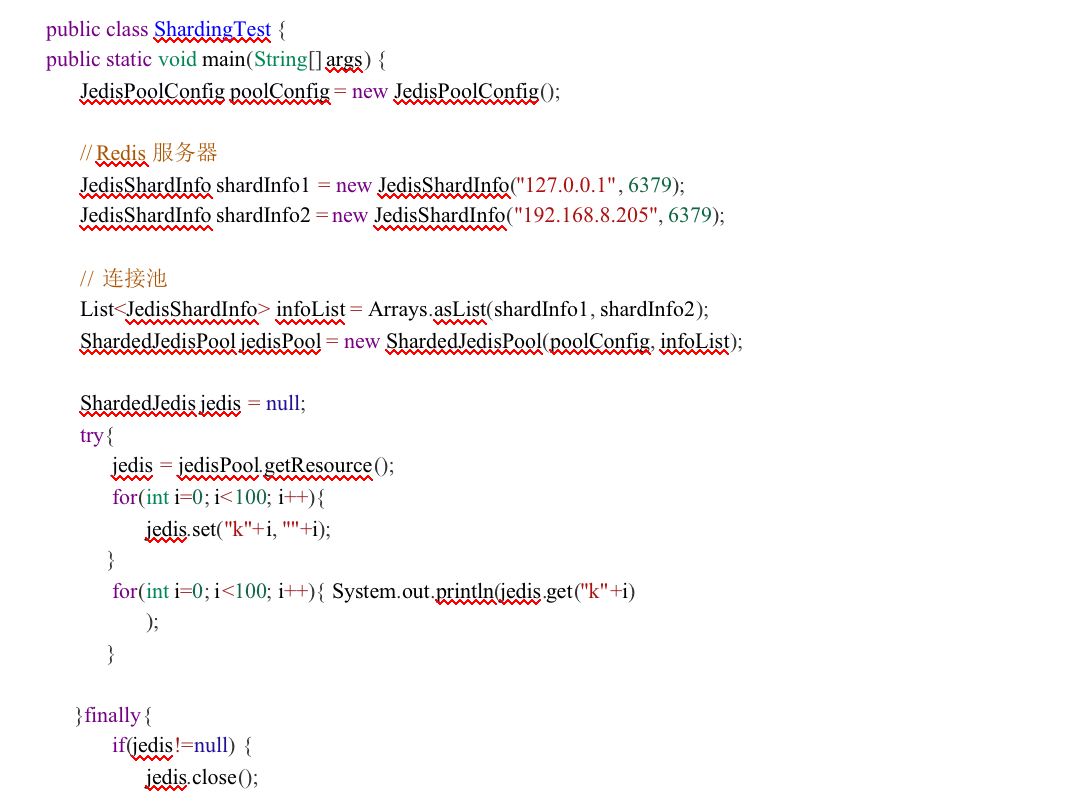 public class ShardingTest {
public static void main(String[] args) {
JedisPoolConfig poolConfig = new JedisPoolConfig();
// Redis 服务器
JedisShardInfo shardInfo1 = new JedisShardInfo("127.0.0.1", 6379);
JedisShardInfo shardInfo2 = new JedisShardInfo("192.168.8.205", 6379);
// 连接池
List<JedisShardInfo> infoList = Arrays.asList(shardInfo1, shardInfo2);
ShardedJedisPool jedisPool = new ShardedJedisPool(poolConfig, infoList);
ShardedJedis jedis = null;
try{
jedis = jedisPool.getResource();
for(int i=0; i<100; i++){
jedis.set("k"+i, ""+i);
}
for(int i=0; i<100; i++){ System.out.println(jedis.get("k"+i)
);
}
}finally{
if(jedis!=null) {
jedis.close();